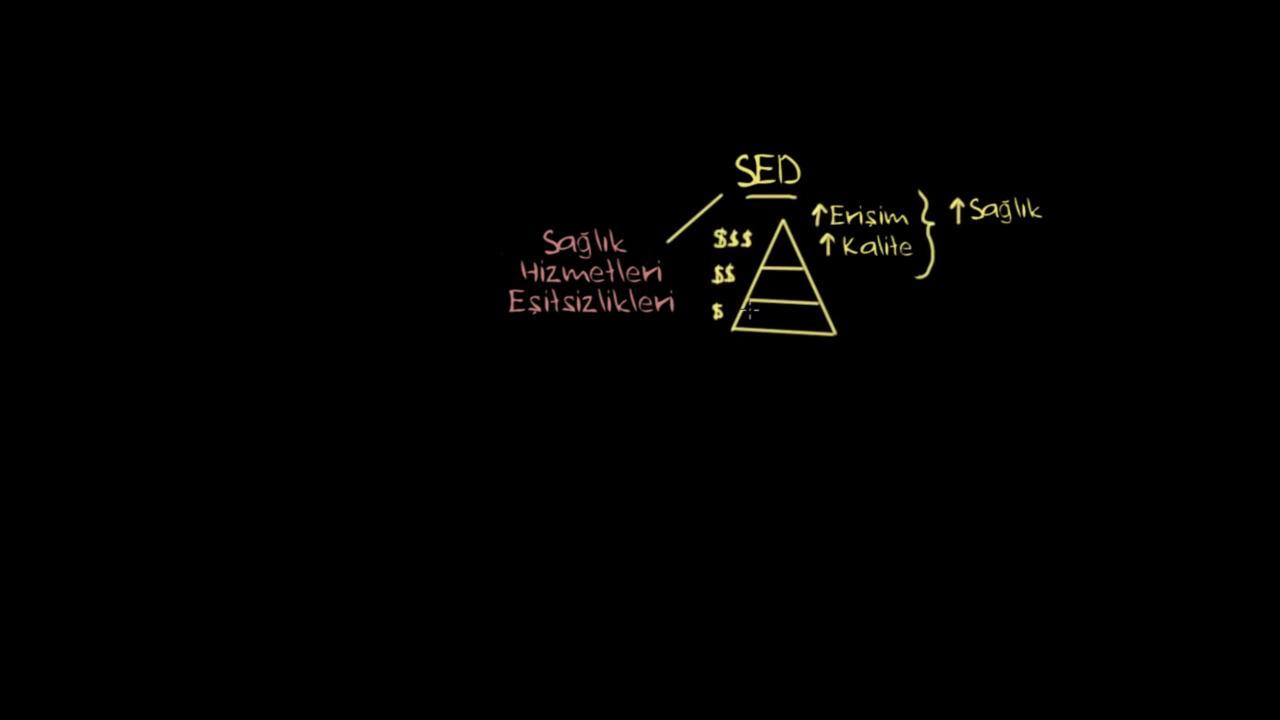 SED
↑Erişim
↑Kalite
↑Sağlık
$$$
$$
$
Sağlık
Hizmetleri
Eşitsizlikleri